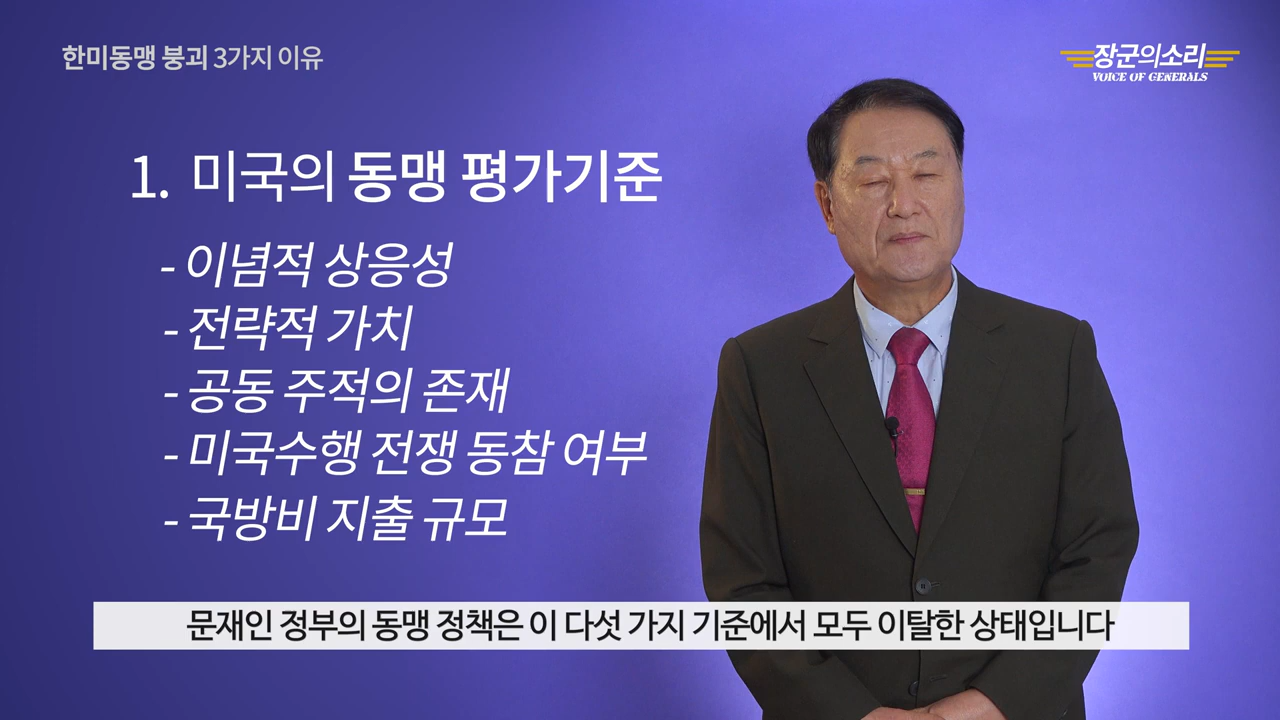 한미동맹 붕괴 3가지 이유
장군의소리
VOICE OF GENERALS
1. 미국의 동맹 평가기준
- 이념적 상응성
- 전략적 가치
- 공동 주적의 존재
- 미국수행 전쟁 동참 여부
- 국방비 지출 규모
문재인 정부의 동맹 정책은 이 다섯 가지 기준에서 모두 이탈한 상태입니다